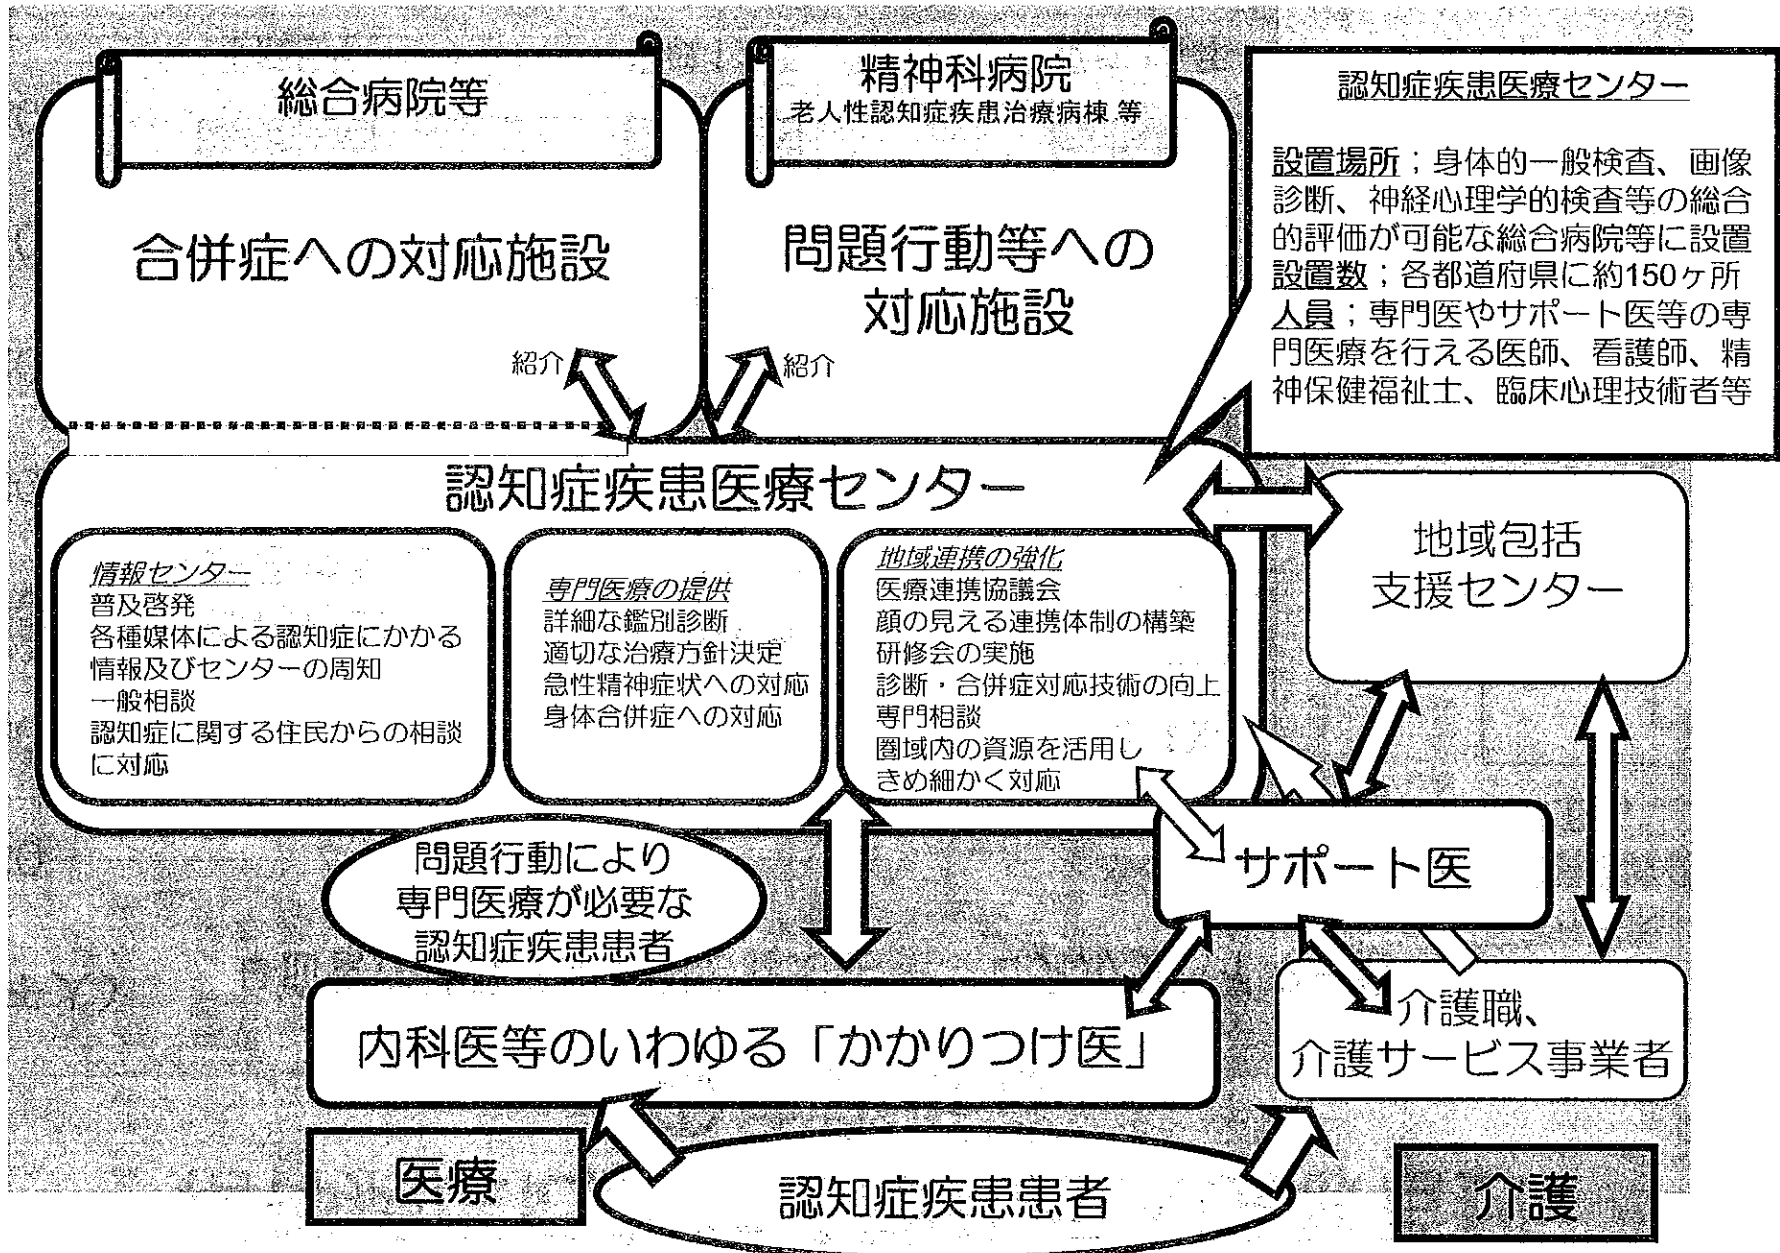 総合病院等
精神科病院
老人性認知症疾患治療病棟 等
合併症への対応施設
問題行動等への
対応施設
紹介
紹介
認知症疾患医療センター
設置場所；身体的一般検査、画像
診断、神経心理学的検査等の総合
的評価が可能な総合病院等に設置
設置数；各都道府県に約150ヶ所
人員；専門医やサポート医等の専
門医療を行える医師、看護師、精
神保健福祉士、臨床心理技術者等
認知症疾患医療センター
情報センター
普及啓発
各種媒体による認知症にかかる
情報及びセンターの周知
一般相談
認知症に関する住民からの相談
に対応
専門医療の提供
詳細な鑑別診断
適切な治療方針決定
急性精神症状への対応
身体合併症への対応
地域連携の強化
医療連携協議会
顔の見える連携体制の構築
研修会の実施
診断・合併症対応技術の向上
専門相談
圏域内の資源を活用し
きめ細かく対応
地域包括
支援センター
問題行動により
専門医療が必要な
認知症疾患患者
サポート医
内科医等のいわゆる「かかりつけ医」
介護職、
介護サービス事業者
医療
認知症疾患患者
介護